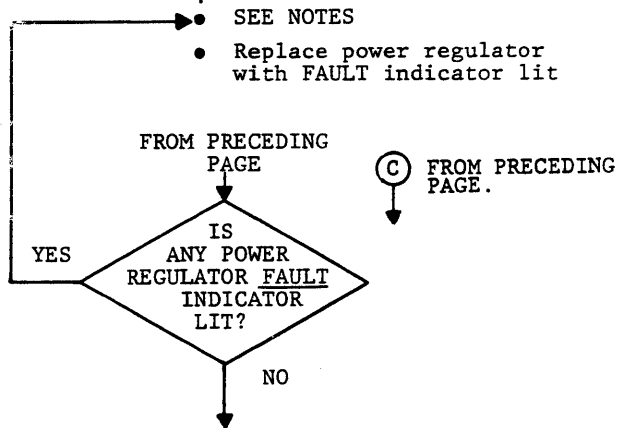 ● SEE NOTES
● Replace power regulator
with FAULT indicator lit
FROM PRECEDING
PAGE
C FROM PRECEDING
PAGE.
YES
IS
ANY POWER
REGULATOR FAULT
INDICATOR
LIT?
NO